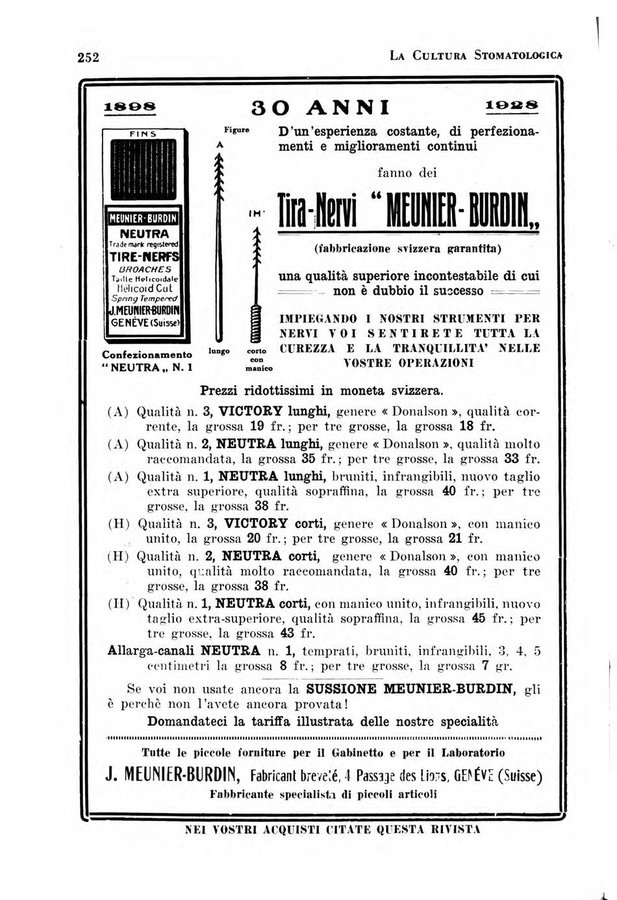 252
LA CULTURA STOMATOLOGICA
1898
30 ANNI
1928
FINS
MEUNIER-BURDIN
NEUTRA
Trade mark registered
TIRE-NERFS
BROACHES
Taille Hélicoïdale
Hélicoid Cut
Spring Tempered
J. MEUNIER-BURDIN
GENÈVE (Suisse)
Confezionamento
" NEUTRA „ N. 1
Figure
A
lungo
H
corto
con
manico
D'un'esperienza costante, di perfeziona-
menti e miglioramenti continui
fanno dei
Tira-Nervi " MEUNIER-BURDIN„
(fabbricazione svizzera garantita)
una qualità superiore incontestabile di cui
non è dubbio il successo
IMPIEGANDO I NOSTRI STRUMENTI PER
NERVI VOI SENTIRETE TUTTA LA
CUREZZA E LA TRANQUILLITA' NELLE
VOSTRE OPERAZIONI
Prezzi ridottissimi in moneta svizzera.
(A) Qualità n. 3, VICTORY lunghi, genere « Donalson », qualità cor-
rente, la grossa 19 fr.; per tre grosse, la grossa 18 fr.
(A) Qualità n. 2, NEUTRA lunghi, genere « Donalson », qualità molto
raccomandata, la grossa 35 fr.; per tre grosse, la grossa 33 fr.
(A) Qualità n. 1, NEUTRA lunghi, bruniti, infrangibili, nuovo taglio
extra superiore, qualità sopraffina, la grossa 40 fr.; per tre
grosse, la grossa 38 fr.
(H) Qualità n. 3, VICTORY corti, genere « Donalson », con manico
unito, la grossa 20 fr.; per tre grosse, la grossa 21 fr.
(H) Qualità n. 2, NEUTRA corti, genere « Donalson », con manico
unito, qualità molto raccomandata, la grossa 40 fr.; per tre
grosse, la grossa 38 fr.
(H) Qualità n. 1, NEUTRA corti, con manico unito, infrangibili, nuovo
taglio extra-superiore, qualità sopraffina, la grossa 45 fr.; per
tre grosse, la grossa 43 fr.
Allarga-canali NEUTRA n. 1, temprati, bruniti, infrangibili, 3, 4, 5
centimetri la grossa 8 fr.; per tre grosse, la grossa 7 gr.
Se voi non usate ancora la SUSSIONE MEUNIER-BURDIN, gli
è perchè non l'avete ancora provata!
Domandateci la tariffa illustrata delle nostre specialità
Tutte le piccole forniture per il Gabinetto e per il Laboratorio
J. MEUNIER-BURDIN, Fabricant breveté, 4 Passage des Lions, GENÉVE (Suisse)
Fabbricante specialista di piccoli articoli
NEI VOSTRI ACQUISTI CITATE QUESTA RIVISTA